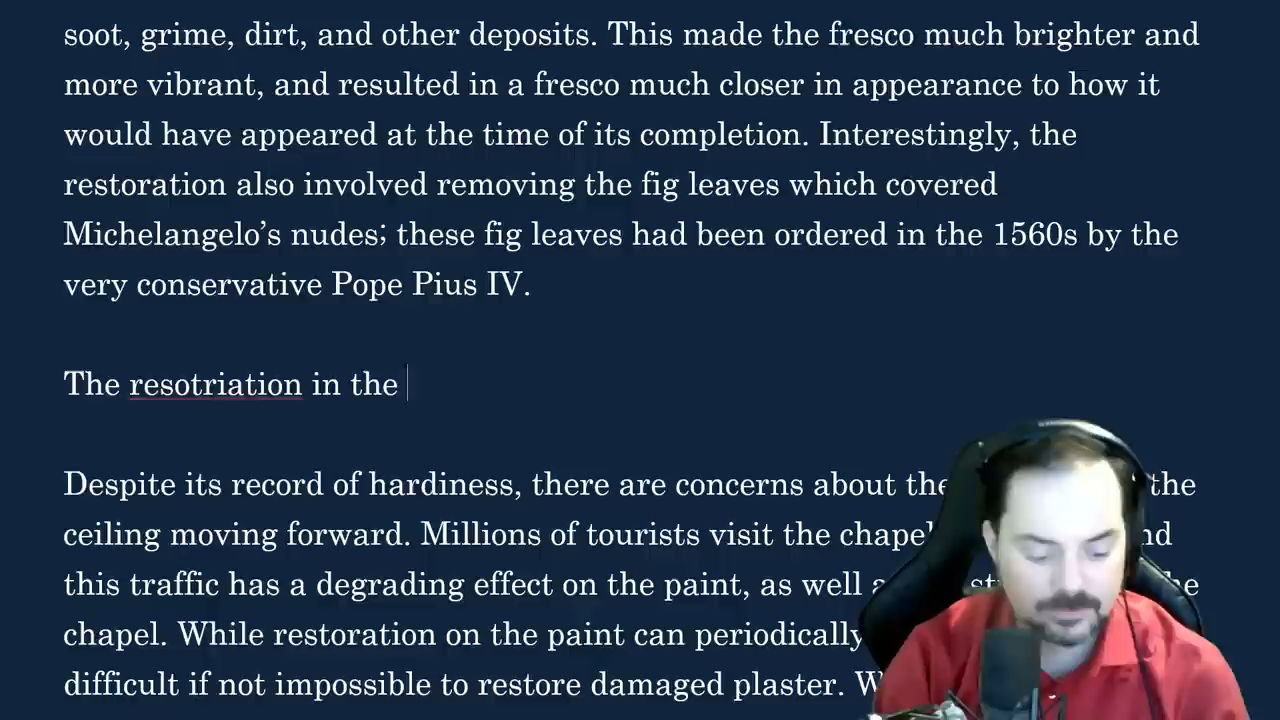 soot, grime, dirt, and other deposits. This made the fresco much brighter and
more vibrant, and resulted in a fresco much closer in appearance to how it
would have appeared at the time of its completion. Interestingly, the
restoration also involved removing the fig leaves which covered
Michelangelo’s nudes; these fig leaves had been ordered in the 1560s by the
very conservative Pope Pius IV.
The resotriation in the
Despite its record of hardiness, there are concerns about the the
ceiling moving forward. Millions of tourists visit the chapel
this traffic has a degrading effect on the paint, as well
chapel. While restoration on the paint can periodically
difficult if not impossible to restore damaged plaster.